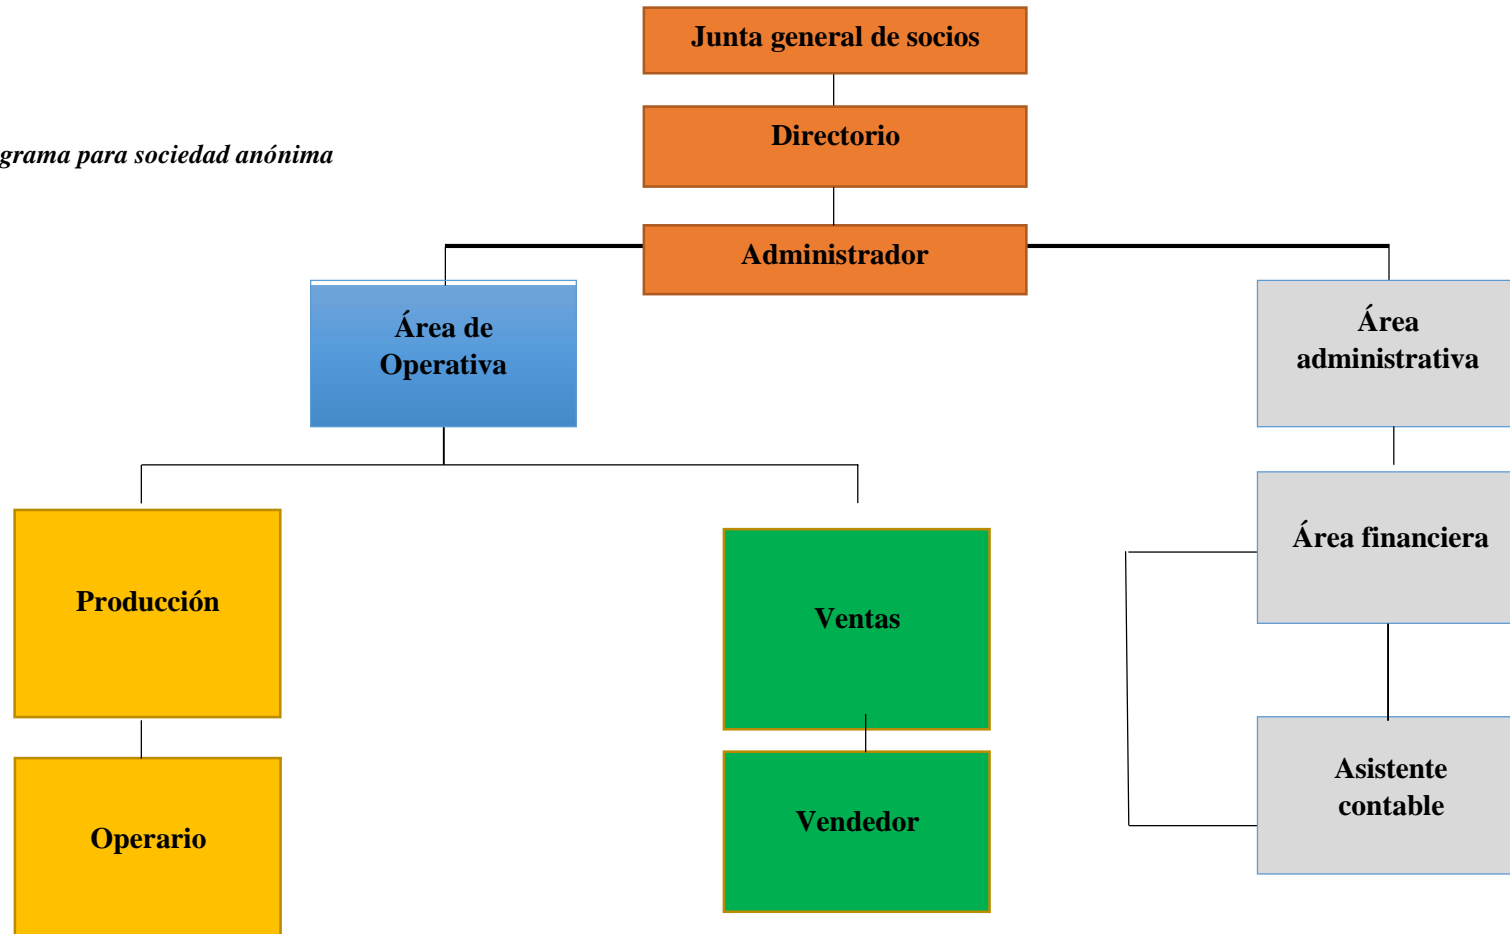 Junta general de socios
Directorio
grama para sociedad anónima
Administrador
Área de
Operativa
Área
administrativa
Área financiera
Producción
Ventas
Asistente
contable
Operario
Vendedor